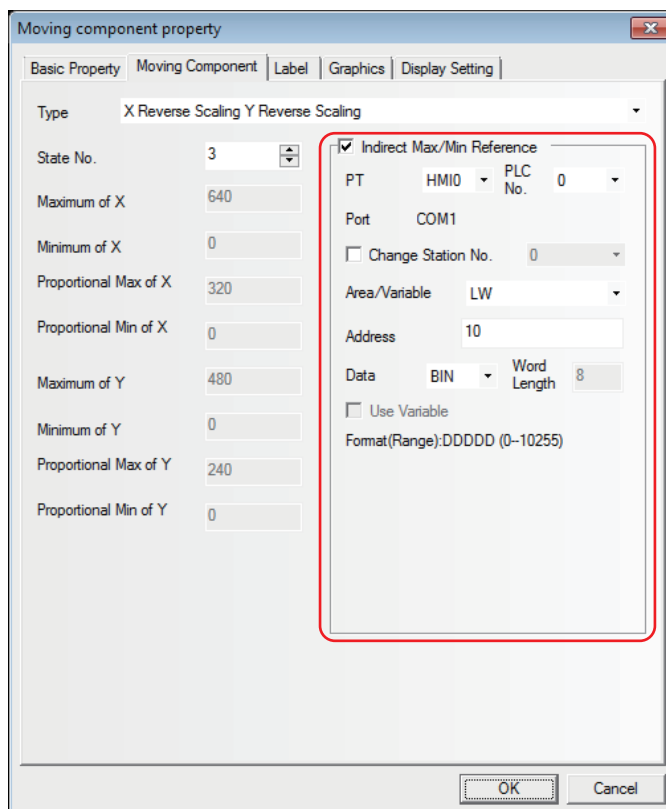 Moving component property
Basic Property Moving Component Label Graphics Display Setting
Type X Reverse Scaling Y Reverse Scaling
State No. 3
Maximum of X 640
Minimum of X 0
Proportional Max of X 320
Proportional Min of X 0
Maximum of Y 480
Minimum of Y 0
Proportional Max of Y 240
Proportional Min of Y 0
Indirect Max/Min Reference
PT HMI0 PLC No. 0
Port COM1
Change Station No. 0
Area/Variable LW
Address 10
Data BIN Word Length 8
Use Variable
Format(Range):DDDDD (0--10255)
OK Cancel